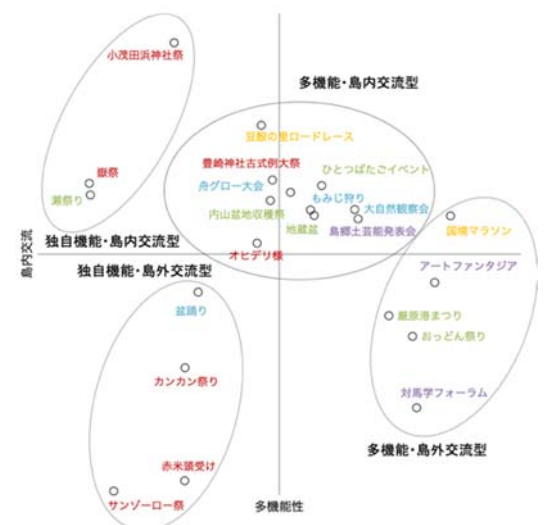 小茂田浜神社祭
多機能・島内交流型
豆酘の里ロードレース
豊崎神社古式例大祭
ひとつばたごイベント
嶽祭
舟グロー大会
もみじ狩り
瀬祭り
内山盆地収穫祭
大自然観察会
地蔵盆
島郷土芸能発表会
国境マラソン
独自機能・島内交流型
オヒデリ様
島内交流
独自機能・島外交流型
アートファンタジア
盆踊り
厳原港まつり
おっどん祭り
カンカン祭り
対馬学フォーラム
多機能・島外交流型
赤米頭受け
サンゾーロー祭
多機能性